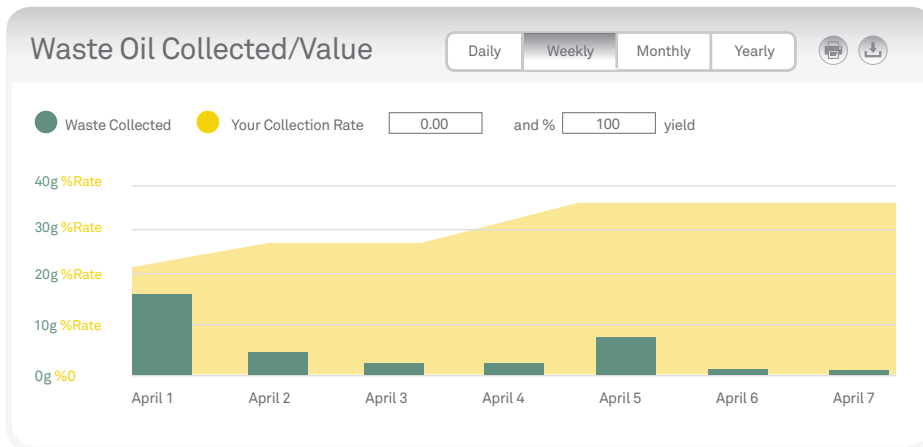 Waste Oil Collected/Value
Daily Weekly Monthly Yearly
Waste Collected Your Collection Rate 0.00 and % 100 yield
40g %Rate
30g %Rate
20g %Rate
10g %Rate
0g %0
April 1 April 2 April 3 April 4 April 5 April 6 April 7